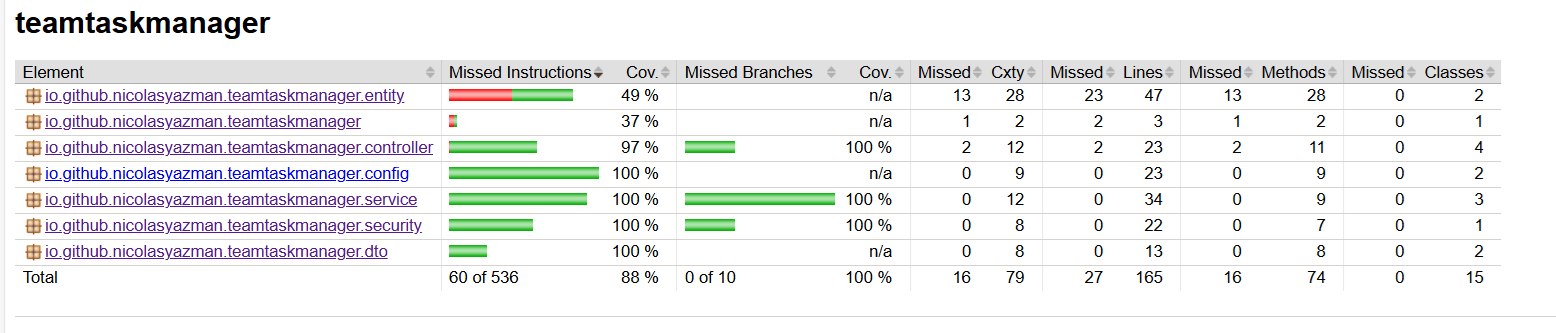 teamtaskmanager
Element Missed Instructions Cov. Missed Branches Cov. Missed Cxty Missed Lines Missed Methods Missed Classes
io.github.nicolasyazman.teamtaskmanager.entity 49 % n/a 13 28 23 47 13 28 0 2
io.github.nicolasyazman.teamtaskmanager 37 % n/a 1 2 2 3 1 2 0 1
io.github.nicolasyazman.teamtaskmanager.controller 97 % 100 % 2 12 2 23 2 11 0 4
io.github.nicolasyazman.teamtaskmanager.config 100 % n/a 0 9 0 23 0 9 0 2
io.github.nicolasyazman.teamtaskmanager.service 100 % 100 % 0 12 0 34 0 9 0 3
io.github.nicolasyazman.teamtaskmanager.security 100 % 100 % 0 8 0 22 0 7 0 1
io.github.nicolasyazman.teamtaskmanager.dto 100 % n/a 0 8 0 13 0 8 0 2
Total 60 of 536 88 % 0 of 10 100 % 16 79 27 165 16 74 0 15